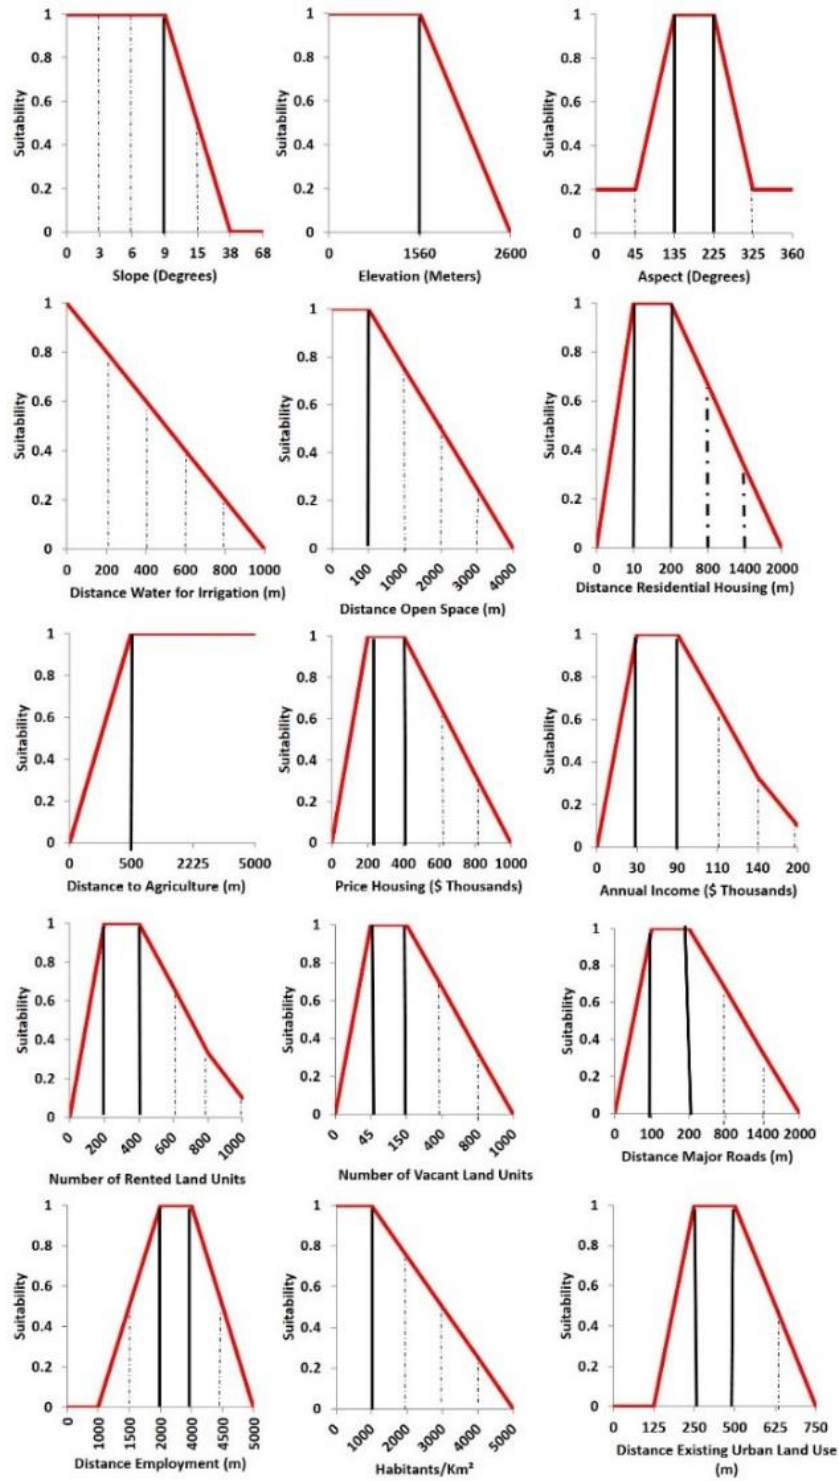 1
0.8
0.6
0.4
0.2
0
Suitability
0 3 6 9 15 38 68
Slope (Degrees)
1
0.8
0.6
0.4
0.2
0
Suitability
0 1560 2600
Elevation (Meters)
1
0.8
0.6
0.4
0.2
0
Suitability
0 45 135 225 325 360
Aspect (Degrees)
1
0.8
0.6
0.4
0.2
0
Suitability
0 200 400 600 800 1000
Distance Water for Irrigation (m)
1
0.8
0.6
0.4
0.2
0
Suitability
0 100 1000 2000 3000 4000
Distance Open Space (m)
1
0.8
0.6
0.4
0.2
0
Suitability
0 10 200 800 1400 2000
Distance Residential Housing (m)
1
0.8
0.6
0.4
0.2
0
Suitability
0 500 2225 5000
Distance to Agriculture (m)
1
0.8
0.6
0.4
0.2
0
Suitability
0 200 400 600 800 1000
Price Housing ($ Thousands)
1
0.8
0.6
0.4
0.2
0
Suitability
0 30 90 110 140 200
Annual Income ($ Thousands)
1
0.8
0.6
0.4
0.2
0
Suitability
0 200 400 600 800 1000
Number of Rented Land Units
1
0.8
0.6
0.4
0.2
0
Suitability
0 45 150 400 800 1000
Number of Vacant Land Units
1
0.8
0.6
0.4
0.2
0
Suitability
0 100 200 800 1400 2000
Distance Major Roads (m)
1
0.8
0.6
0.4
0.2
0
Suitability
0 1000 1500 2000 4000 4500 5000
Distance Employment (m)
1
0.8
0.6
0.4
0.2
0
Suitability
0 1000 2000 3000 4000 5000
Habitants/Km²
1
0.8
0.6
0.4
0.2
0
Suitability
0 125 250 500 625 750
Distance Existing Urban Land Use
(m)